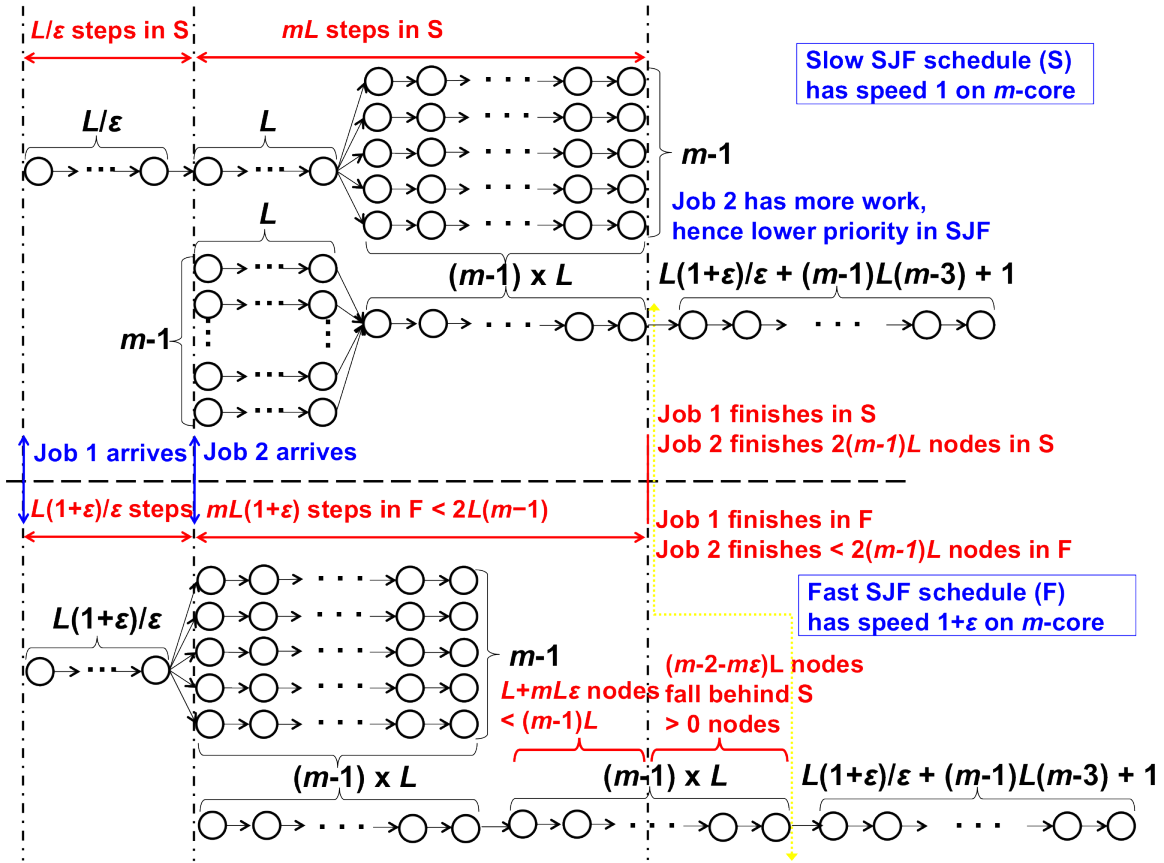 L/ε steps in S
mL steps in S
Slow SJF schedule (S)
has speed 1 on m-core
L/ε
L
m-1
Job 2 has more work,
hence lower priority in SJF
L
(m-1) x L
L(1+ε)/ε + (m-1)L(m-3) + 1
m-1
Job 1 finishes in S
Job 2 finishes 2(m-1)L nodes in S
Job 1 arrives
Job 2 arrives
L(1+ε)/ε steps
mL(1+ε) steps in F < 2L(m−1)
Job 1 finishes in F
Job 2 finishes < 2(m-1)L nodes in F
Fast SJF schedule (F)
has speed 1+ε on m-core
L(1+ε)/ε
m-1
L+mLε nodes
< (m-1)L
(m-2-mε)L nodes
fall behind S
> 0 nodes
(m-1) x L
(m-1) x L
L(1+ε)/ε + (m-1)L(m-3) + 1